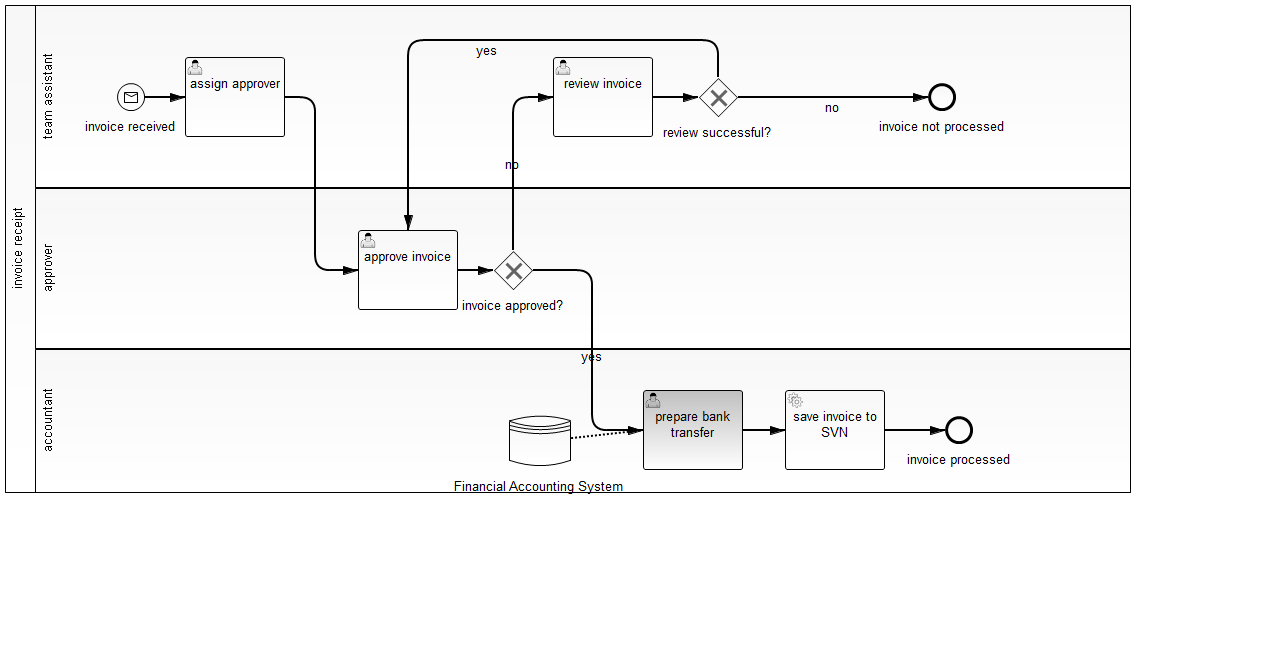 invoice receipt
team assistant
yes
assign approver
review invoice
no
invoice received
invoice not processed
review successful?
no
approver
approve invoice
invoice approved?
yes
accountant
prepare bank
transfer
save invoice to
SVN
invoice processed
Financial Accounting System